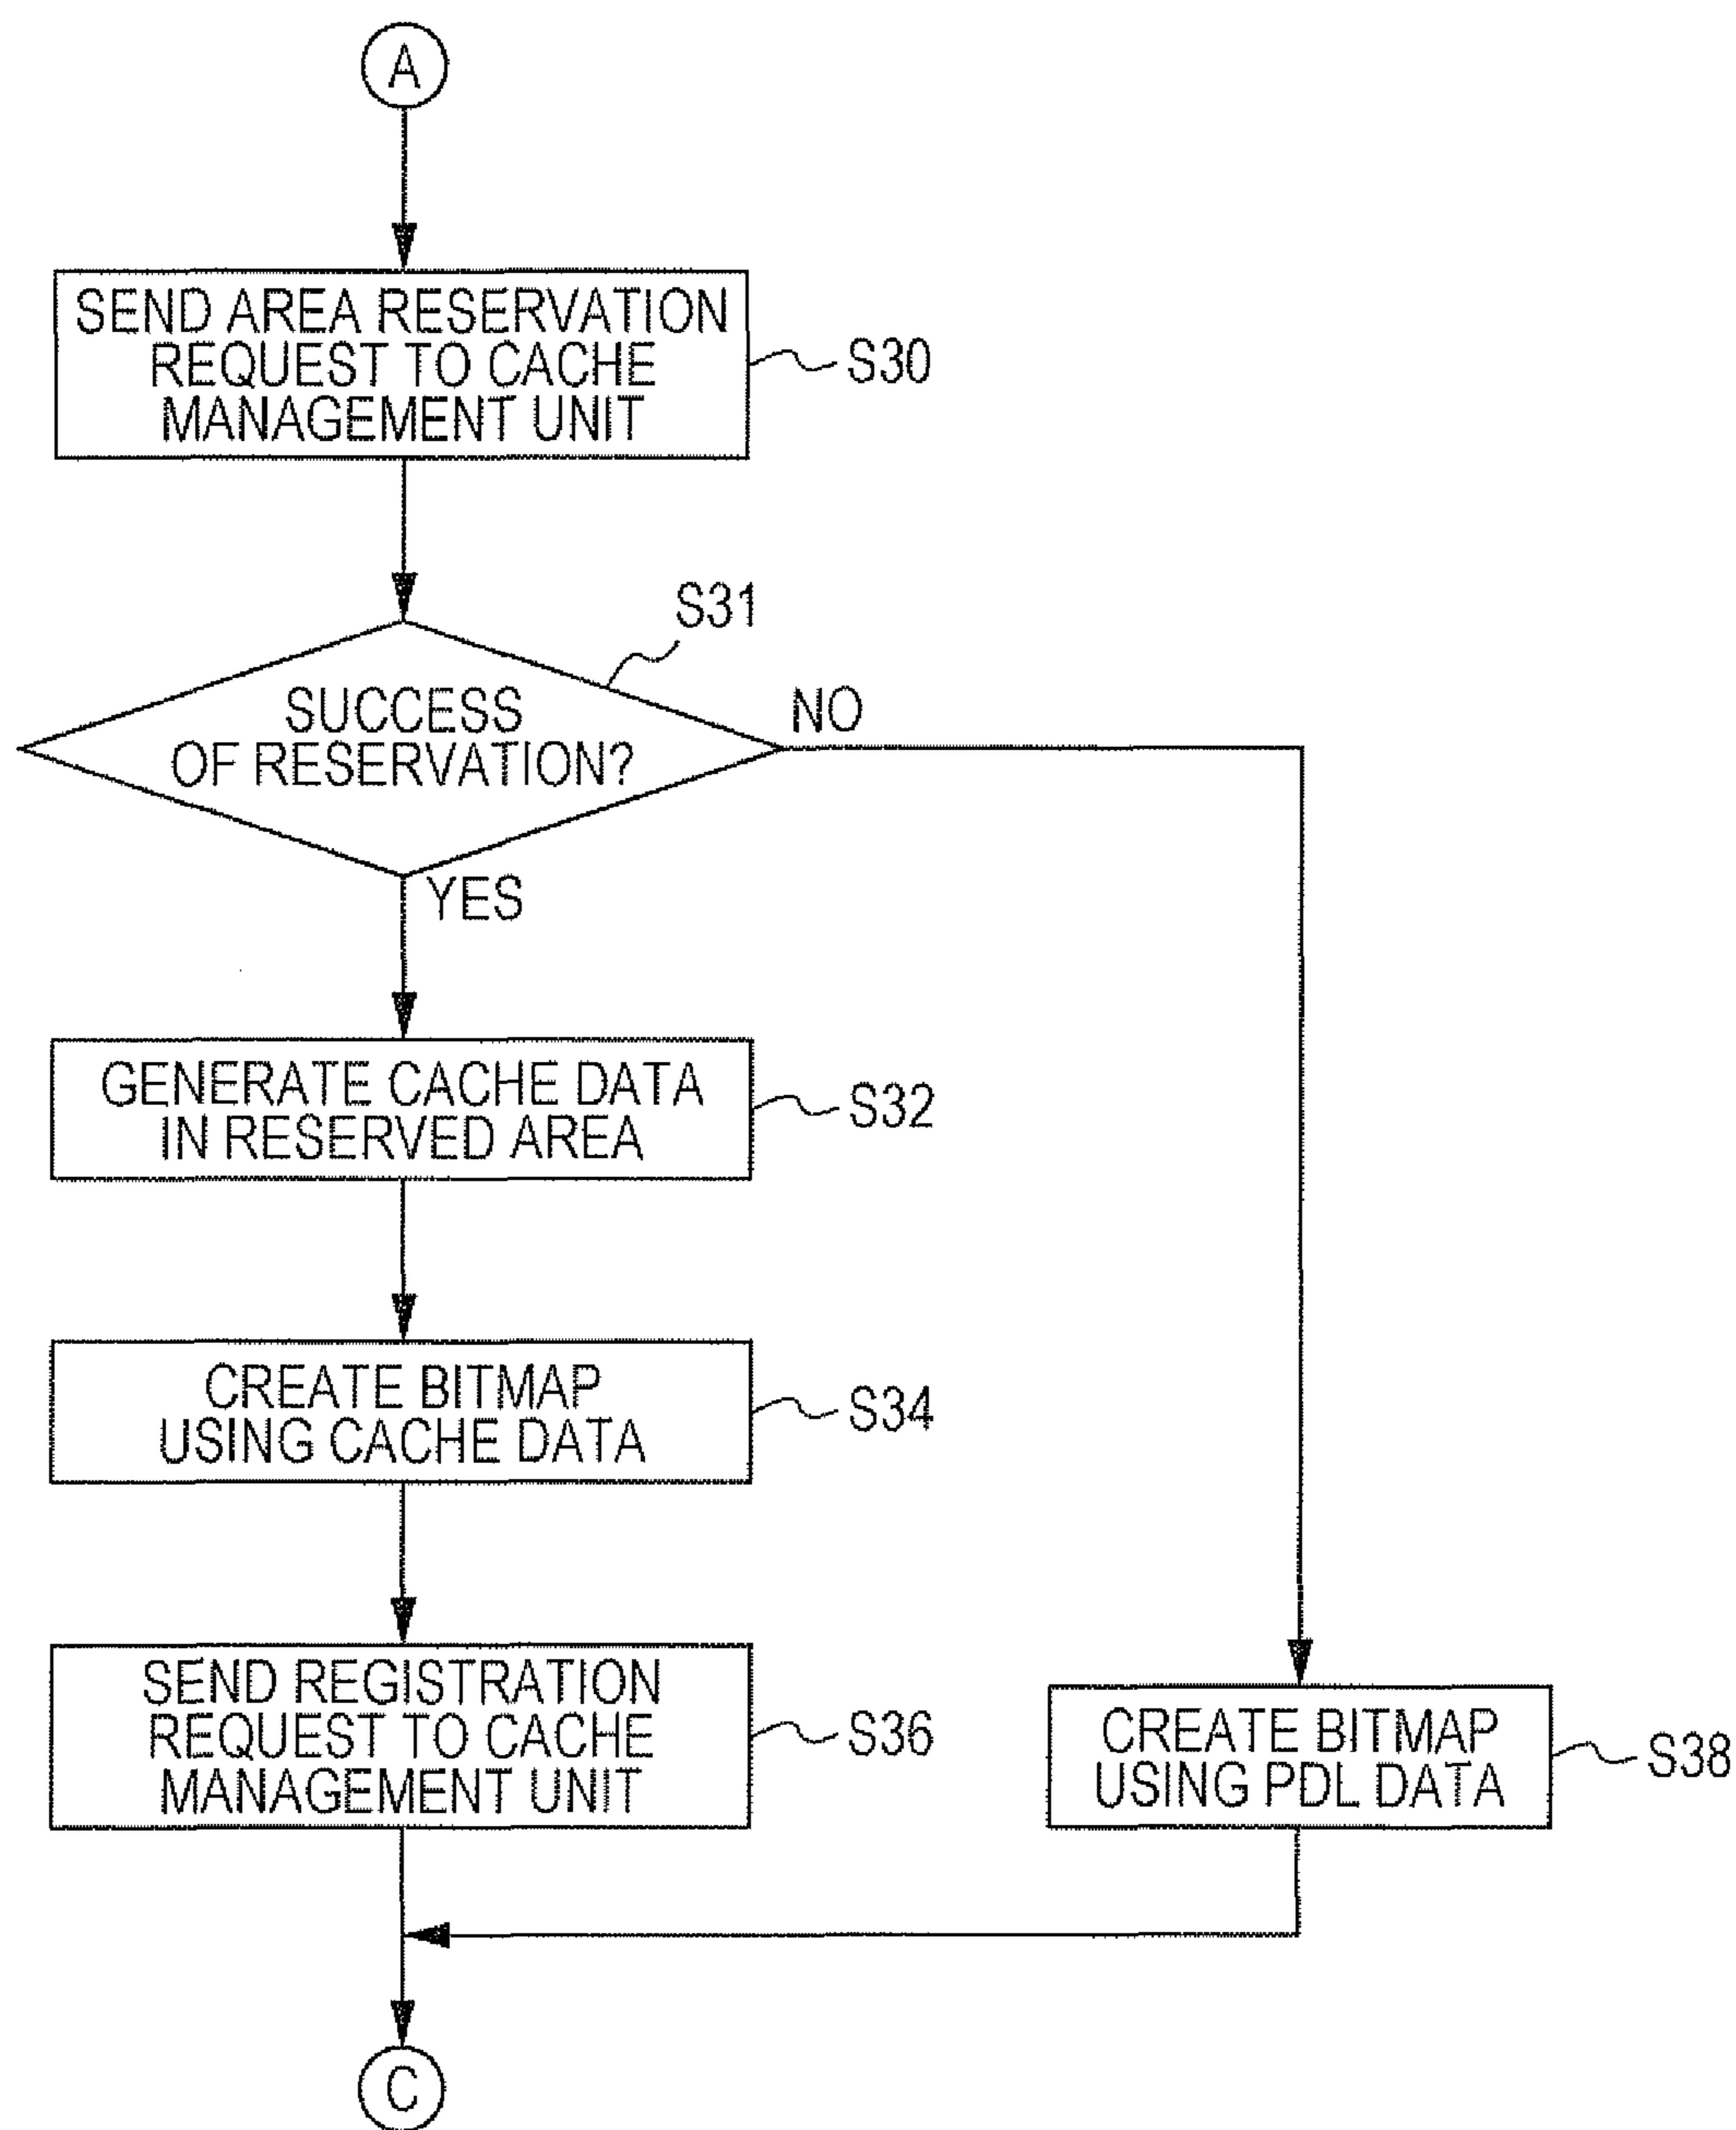 A
SEND AREA RESERVATION
REQUEST TO CACHE
MANAGEMENT UNIT
S30
S31
SUCCESS
OF RESERVATION?
NO
YES
GENERATE CACHE DATA
IN RESERVED AREA
S32
CREATE BITMAP
USING CACHE DATA
S34
SEND REGISTRATION
REQUEST TO CACHE
MANAGEMENT UNIT
S36
CREATE BITMAP
USING PDL DATA
S38
C